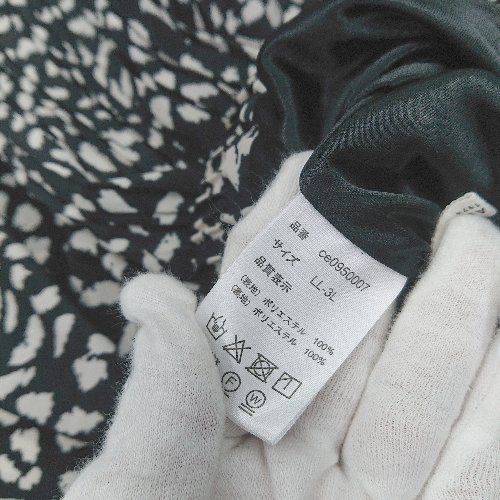 品番 ce0950007
サイズ LL-3L
品質表示
(表地) ポリエステル 100%
(裏地) ポリエステル 100%
F W